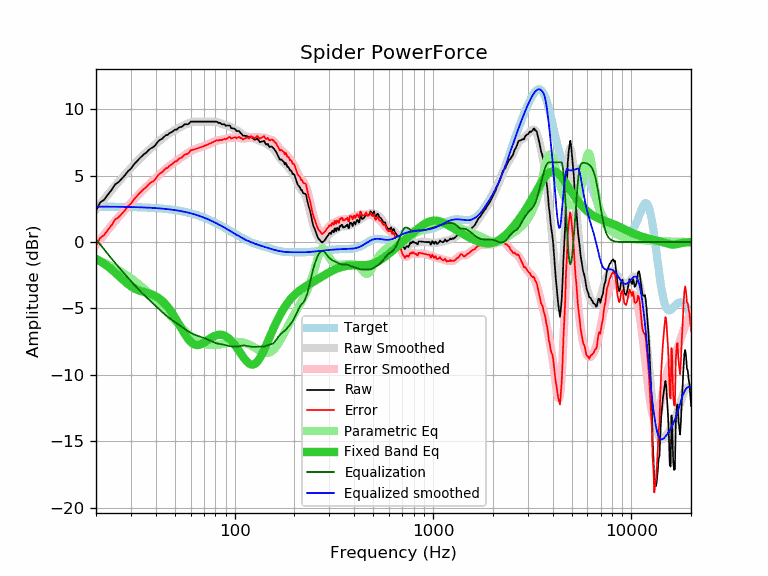 Spider PowerForce
Amplitude (dBr)
10
5
0
−5
−10
−15
−20
Target
Raw Smoothed
Error Smoothed
Raw
Error
Parametric Eq
Fixed Band Eq
Equalization
Equalized smoothed
100
1000
10000
Frequency (Hz)